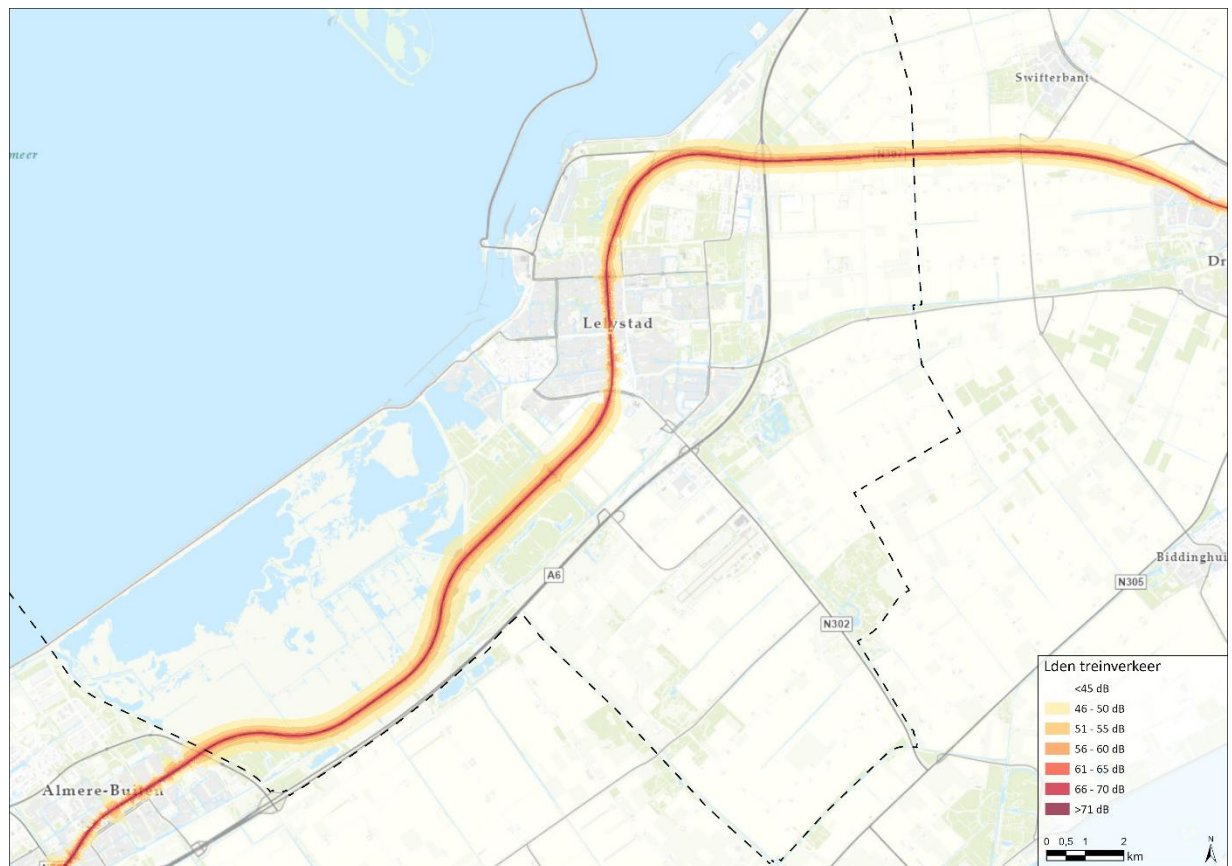 Swifterbant
meer
N307
Dr
Lelystad
Biddinghui
A6
N305
N302
Almere-Buiten
Lden treinverkeer
<45 dB
46 - 50 dB
51 - 55 dB
56 - 60 dB
61 - 65 dB
66 - 70 dB
>71 dB
0 0,5 1 2
km
N